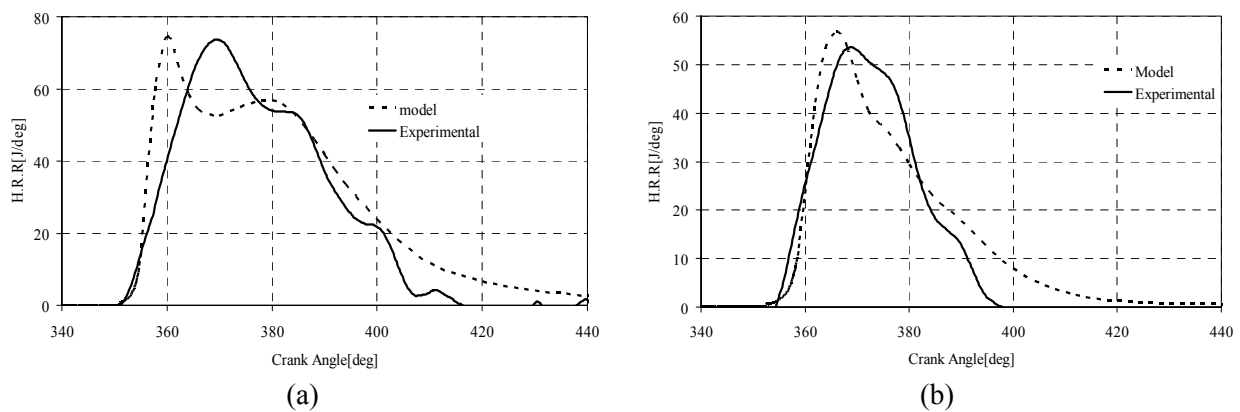 80
60
40
20
0
H.R.R[J/deg]
model
Experimental
340 360 380 400 420 440
Crank Angle[deg]
(a)
60
50
40
30
20
10
0
H.R.R[J/deg]
Model
Experimental
340 360 380 400 420 440
Crank Angle[deg]
(b)